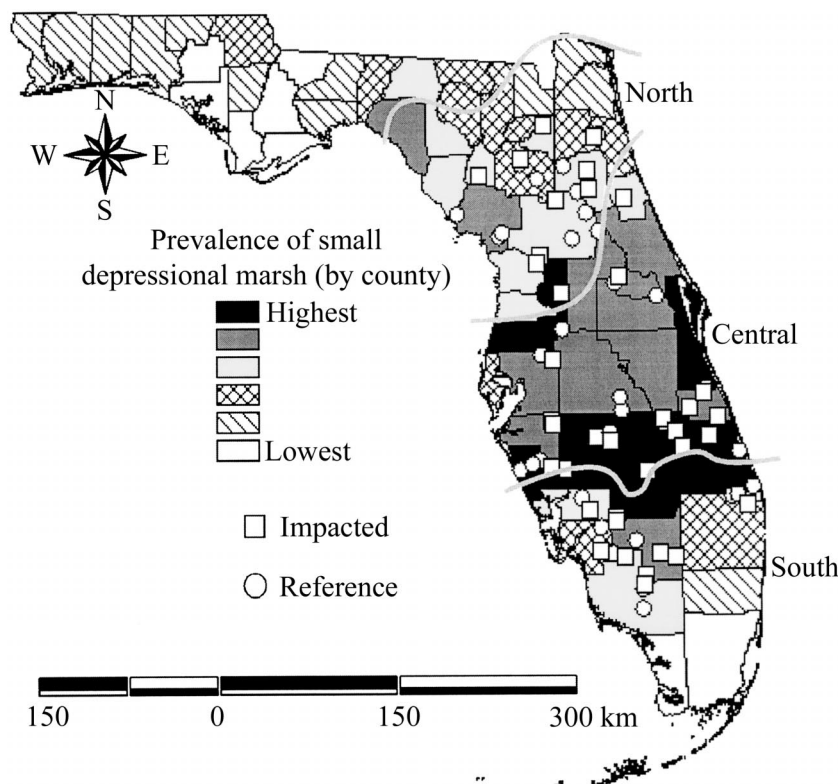 North
N
W E
S
Prevalence of small
depressional marsh (by county)
Highest
Central
Lowest
Impacted
South
Reference
150 0 150 300 km